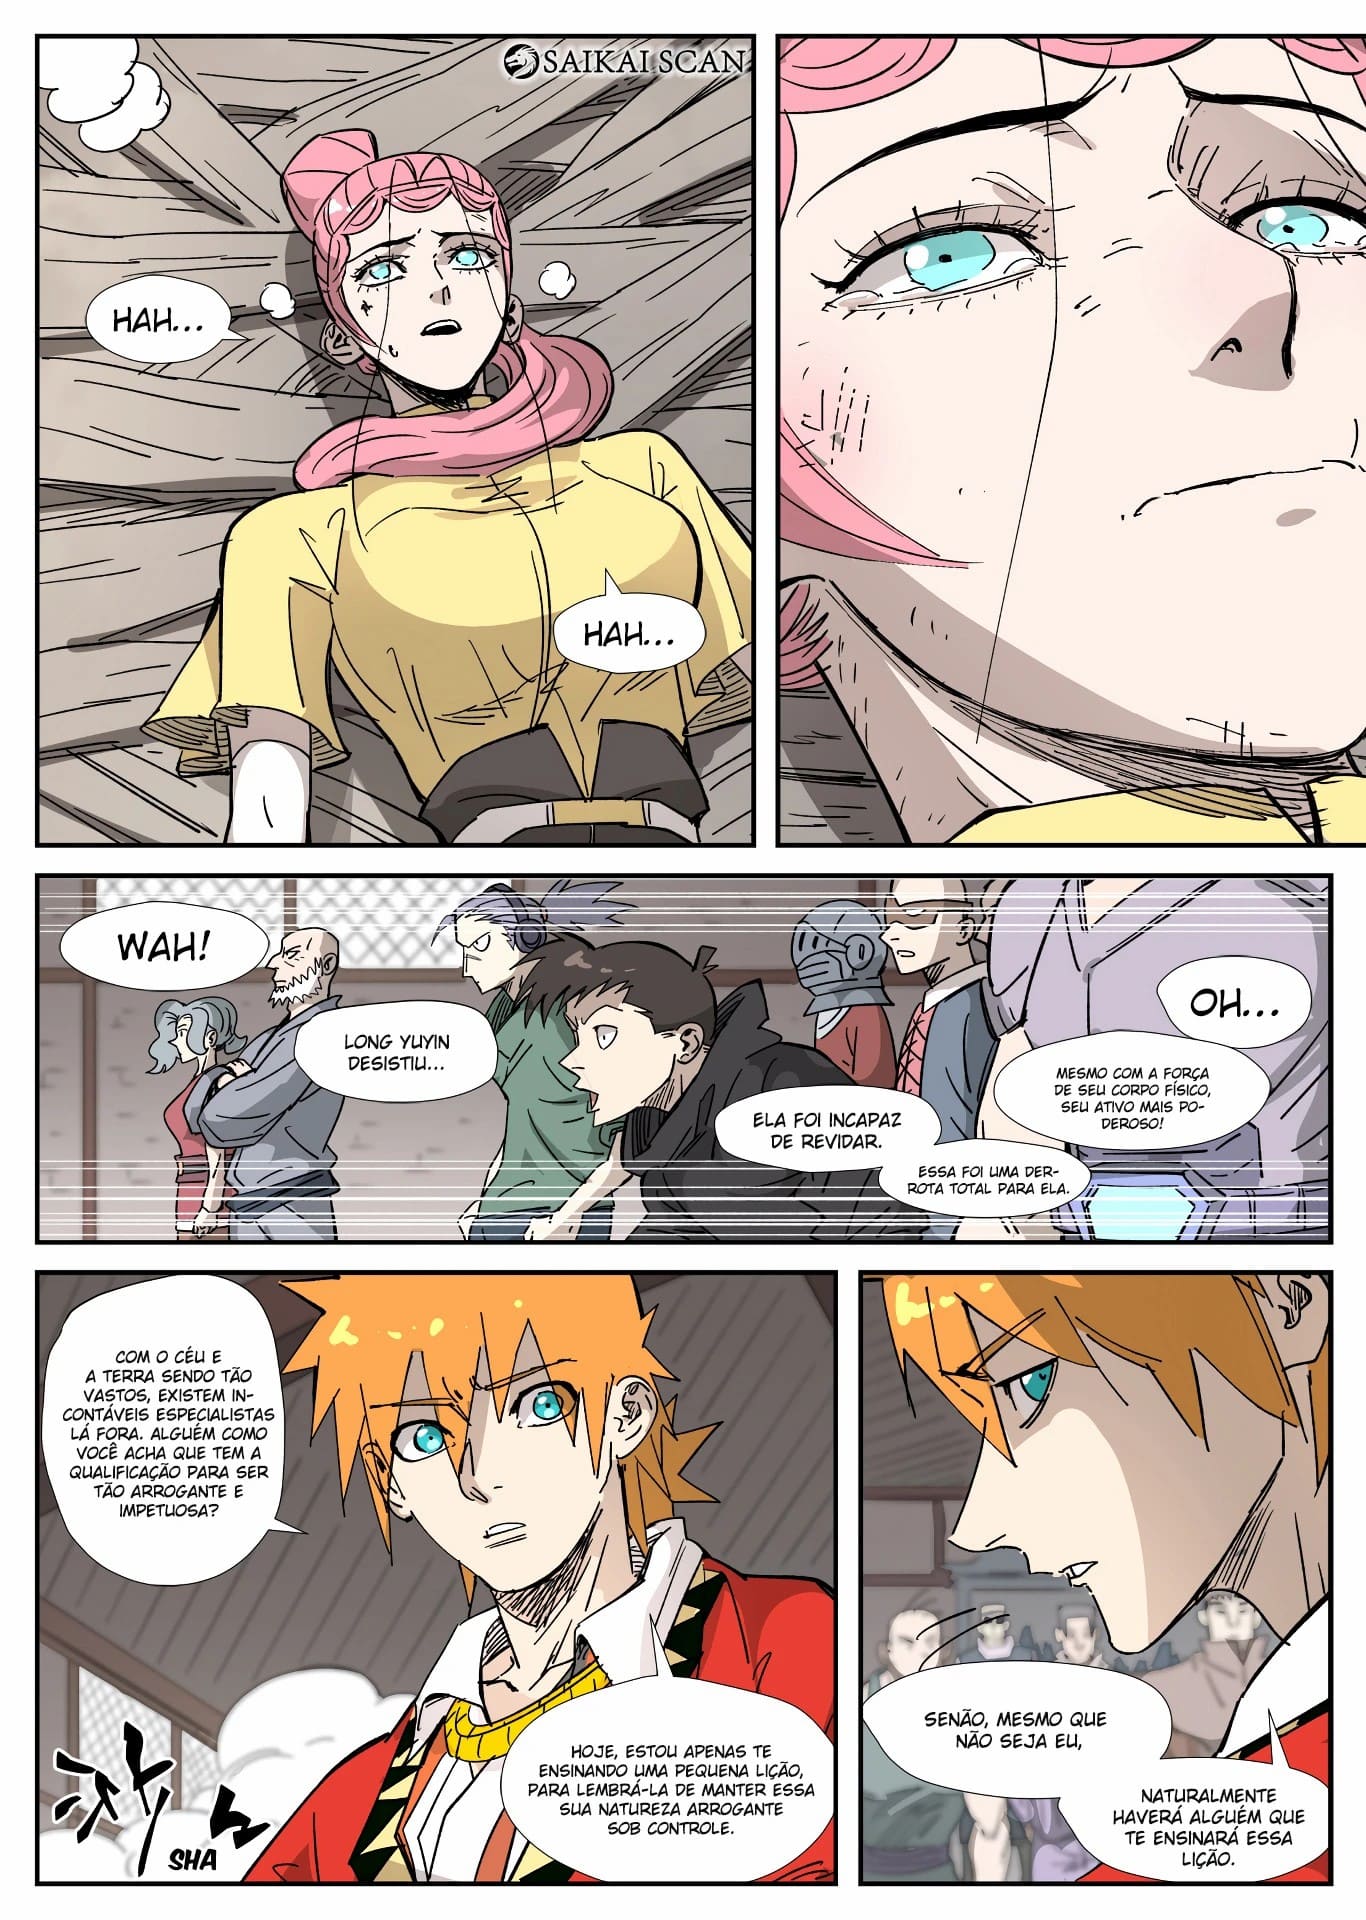 SAIKAI SCAN
HAH...
HAH...
WAH!
LONG YUYIN
DESISTIU...
OH...
MESMO COM A FORÇA
DE SEU CORPO FÍSICO,
SEU ATIVO MAIS PO-
DEROSO!
ELA FOI INCAPAZ
DE REVIDAR.
ESSA FOI UMA DER-
ROTA TOTAL PARA ELA.
COM O CÉU E
A TERRA SENDO TÃO
VASTOS, EXISTEM IN-
CONTÁVEIS ESPECIALISTAS
LÁ FORA. ALGUÉM COMO
VOCÊ ACHA QUE TEM A
QUALIFICAÇÃO PARA SER
TÃO ARROGANTE E
IMPETUOSA?
SHA
HOJE, ESTOU APENAS TE
ENSINANDO UMA PEQUENA LIÇÃO,
PARA LEMBRÁ-LA DE MANTER ESSA
SUA NATUREZA ARROGANTE
SOB CONTROLE.
SENÃO, MESMO QUE
NÃO SEJA EU,
NATURALMENTE
HAVERÁ ALGUÉM QUE
TE ENSINARÁ ESSA
LIÇÃO.